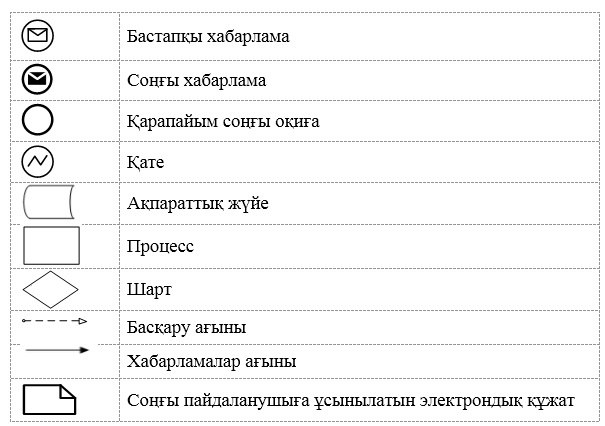 Бастапқы хабарлама
Соңғы хабарлама
Қарапайым соңғы оқиға
Қате
Ақпараттық жүйе
Процесс
Шарт
Басқару ағыны
Хабарламалар ағыны
Соңғы пайдаланушыға ұсынылатын электрондық құжат